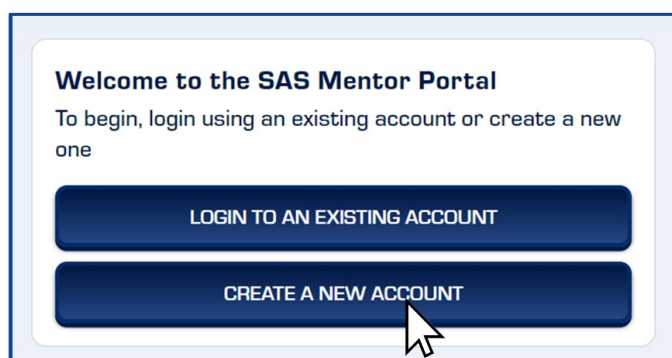 Welcome to the SAS Mentor Portal
To begin, login using an existing account or create a new
one
LOGIN TO AN EXISTING ACCOUNT
CREATE A NEW ACCOUNT